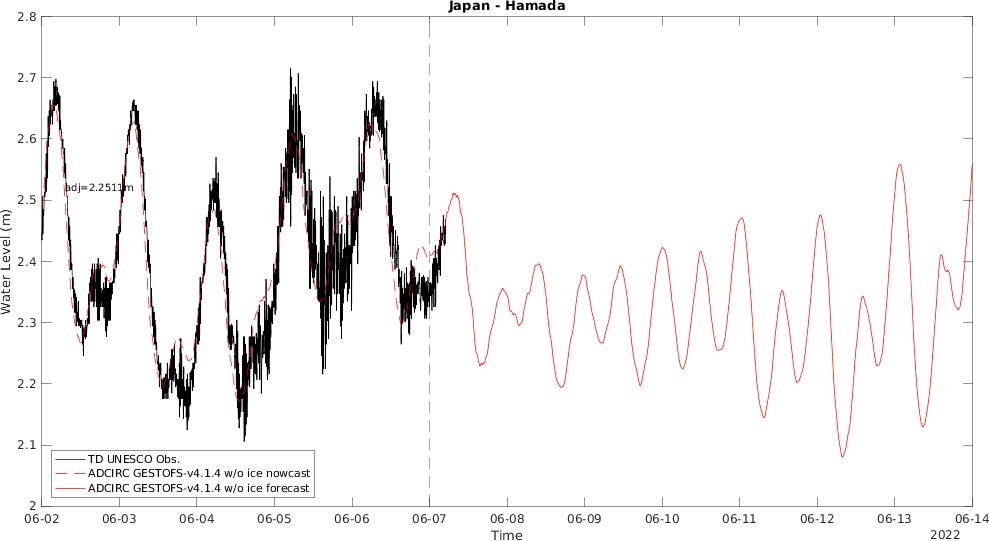 Japan - Hamada
2.8
2.7
2.6
2.5
2.4
2.3
2.2
2.1
2
Water Level (m)
adj=2.2511m
TD UNESCO Obs.
ADCIRC GESTOFS-v4.1.4 w/o ice nowcast
ADCIRC GESTOFS-v4.1.4 w/o ice forecast
06-02 06-03 06-04 06-05 06-06 06-07 06-08 06-09 06-10 06-11 06-12 06-13 06-14
Time
2022